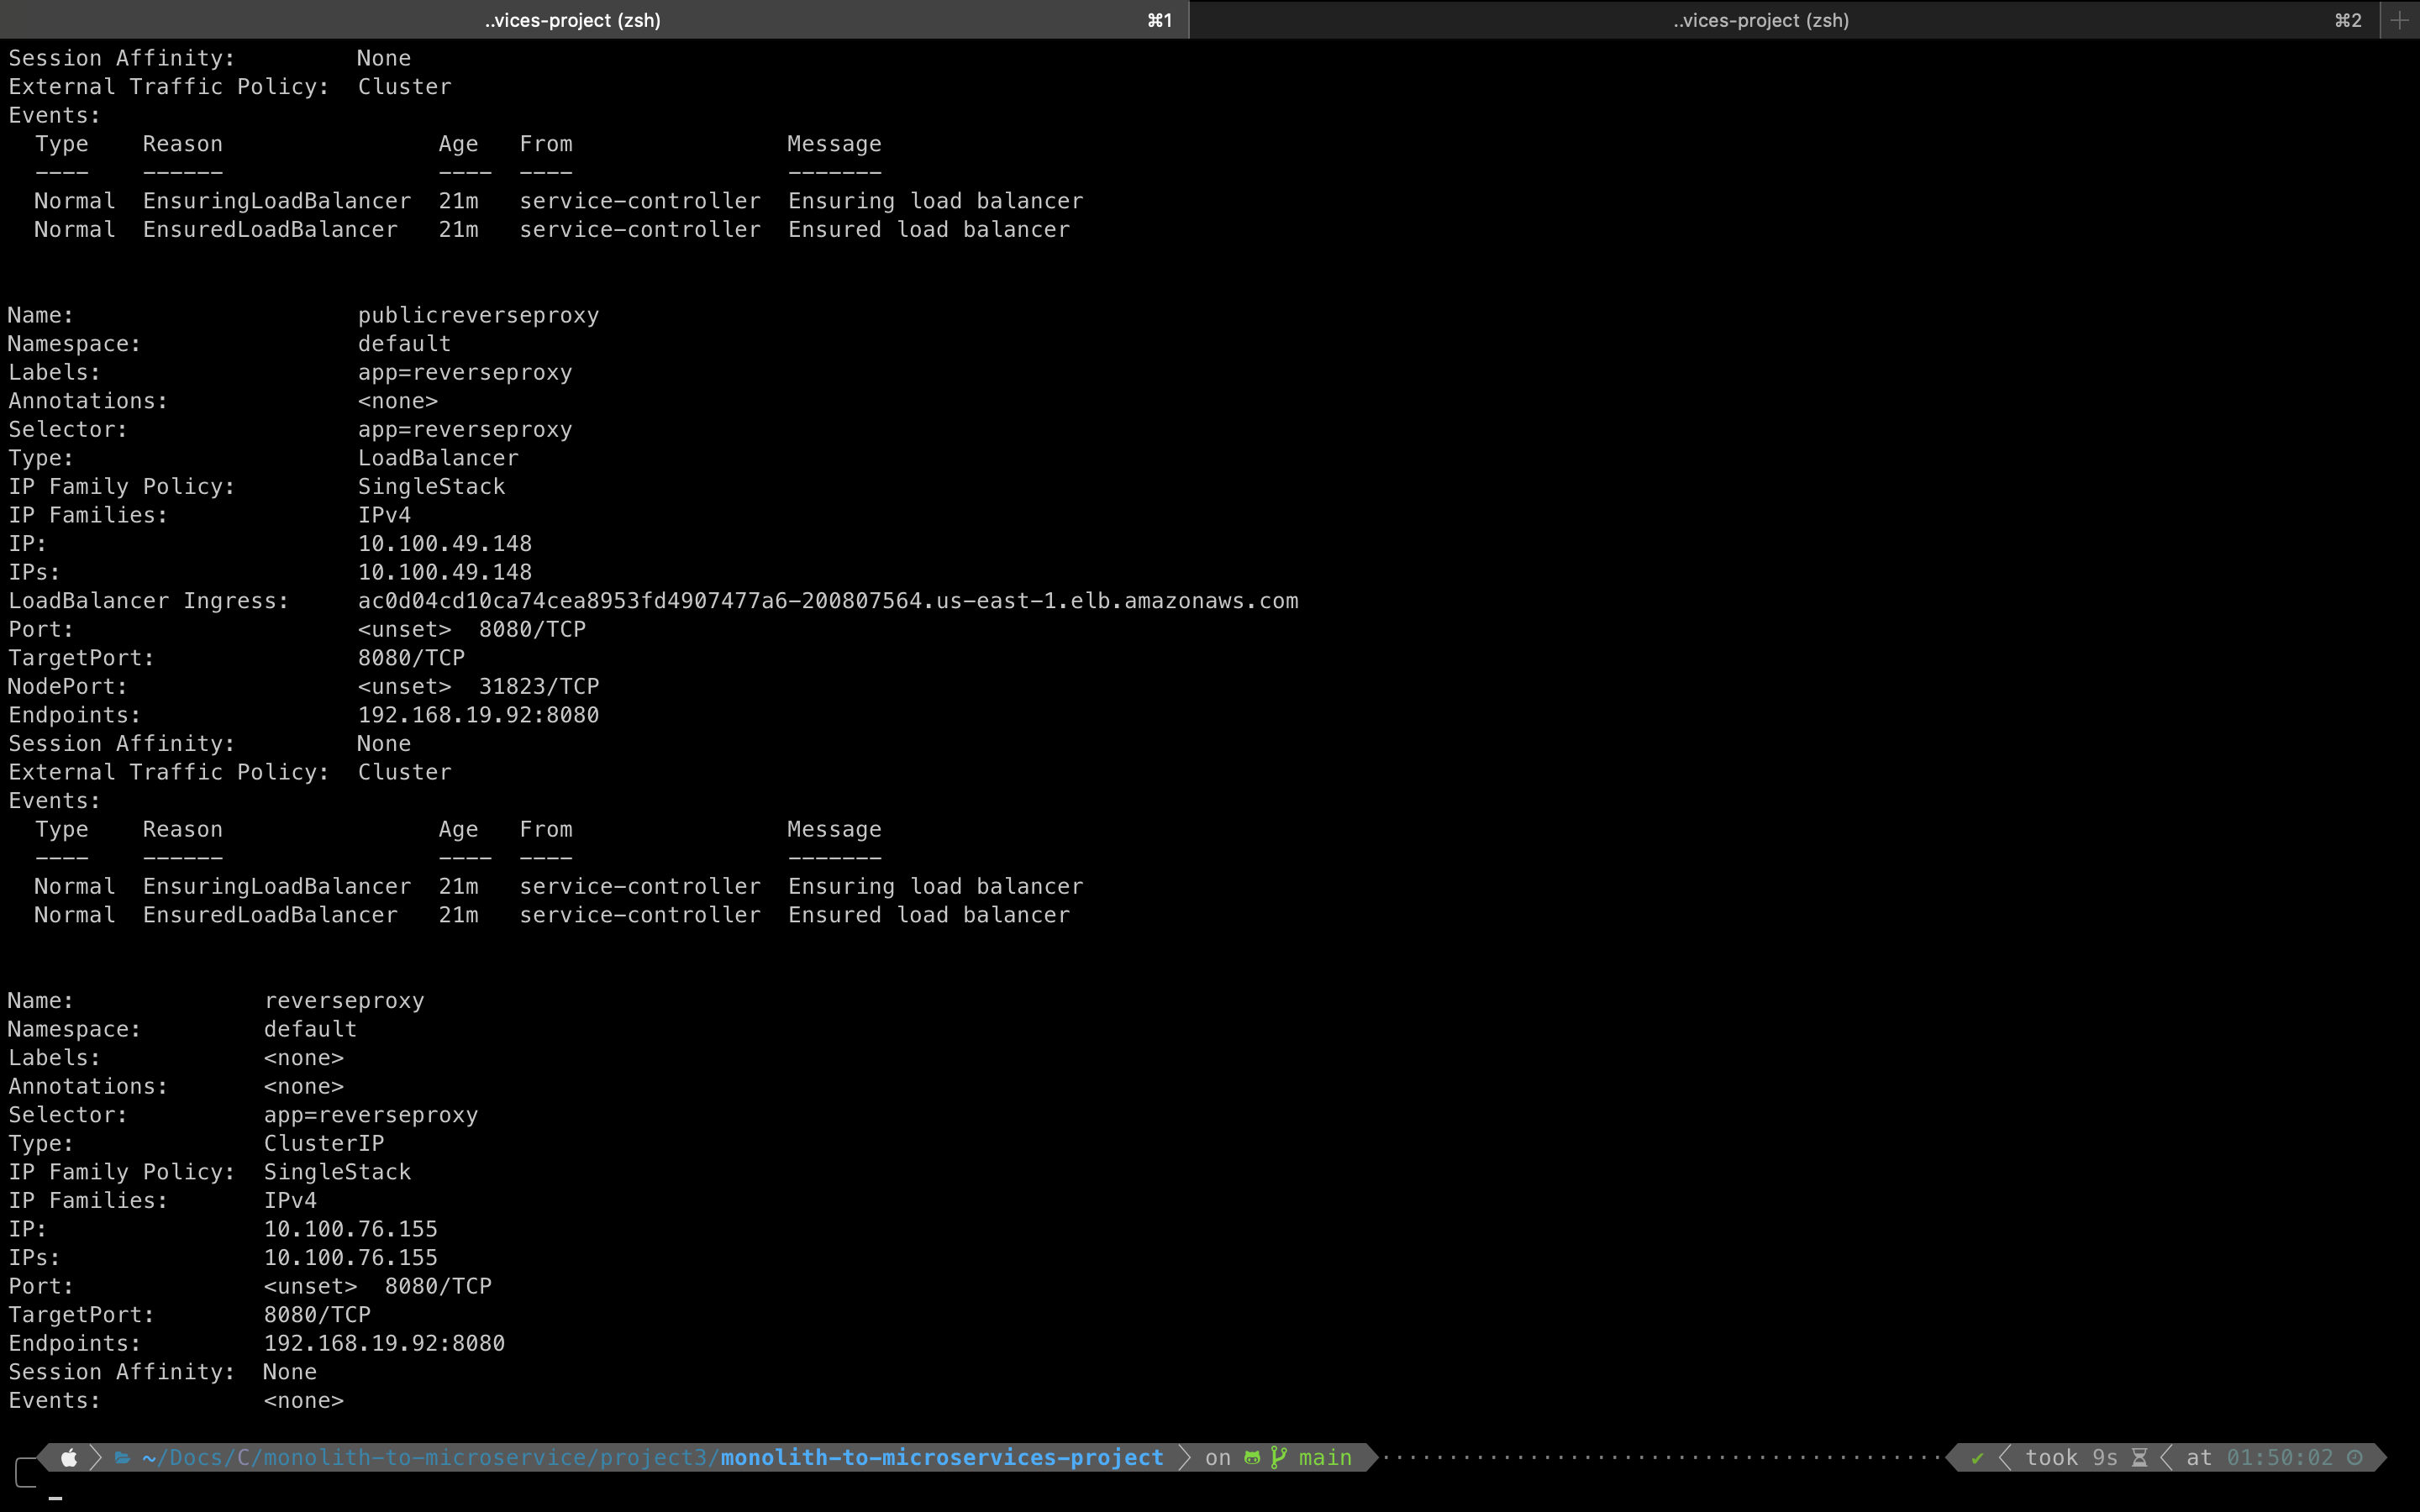 ..vices-project (zsh) ⌘1 ..vices-project (zsh) ⌘2 +
Session Affinity:         None
External Traffic Policy:  Cluster
Events:
  Type    Reason                Age   From                Message
  ----    ------                ----  ----                -------
  Normal  EnsuringLoadBalancer  21m   service-controller  Ensuring load balancer
  Normal  EnsuredLoadBalancer   21m   service-controller  Ensured load balancer
Name:                     publicreverseproxy
Namespace:                default
Labels:                   app=reverseproxy
Annotations:              <none>
Selector:                 app=reverseproxy
Type:                     LoadBalancer
IP Family Policy:         SingleStack
IP Families:              IPv4
IP:                       10.100.49.148
IPs:                      10.100.49.148
LoadBalancer Ingress:     ac0d04cd10ca74cea8953fd4907477a6-200807564.us-east-1.elb.amazonaws.com
Port:                     <unset>  8080/TCP
TargetPort:               8080/TCP
NodePort:                 <unset>  31823/TCP
Endpoints:                192.168.19.92:8080
Session Affinity:         None
External Traffic Policy:  Cluster
Events:
  Type    Reason                Age   From                Message
  ----    ------                ----  ----                -------
  Normal  EnsuringLoadBalancer  21m   service-controller  Ensuring load balancer
  Normal  EnsuredLoadBalancer   21m   service-controller  Ensured load balancer
Name:              reverseproxy
Namespace:         default
Labels:            <none>
Annotations:       <none>
Selector:          app=reverseproxy
Type:              ClusterIP
IP Family Policy:  SingleStack
IP Families:       IPv4
IP:                10.100.76.155
IPs:               10.100.76.155
Port:              <unset>  8080/TCP
TargetPort:        8080/TCP
Endpoints:         192.168.19.92:8080
Session Affinity:  None
Events:            <none>
~/Docs/C/monolith-to-microservice/project3/monolith-to-microservices-project on main ✔ took 9s at 01:50:02